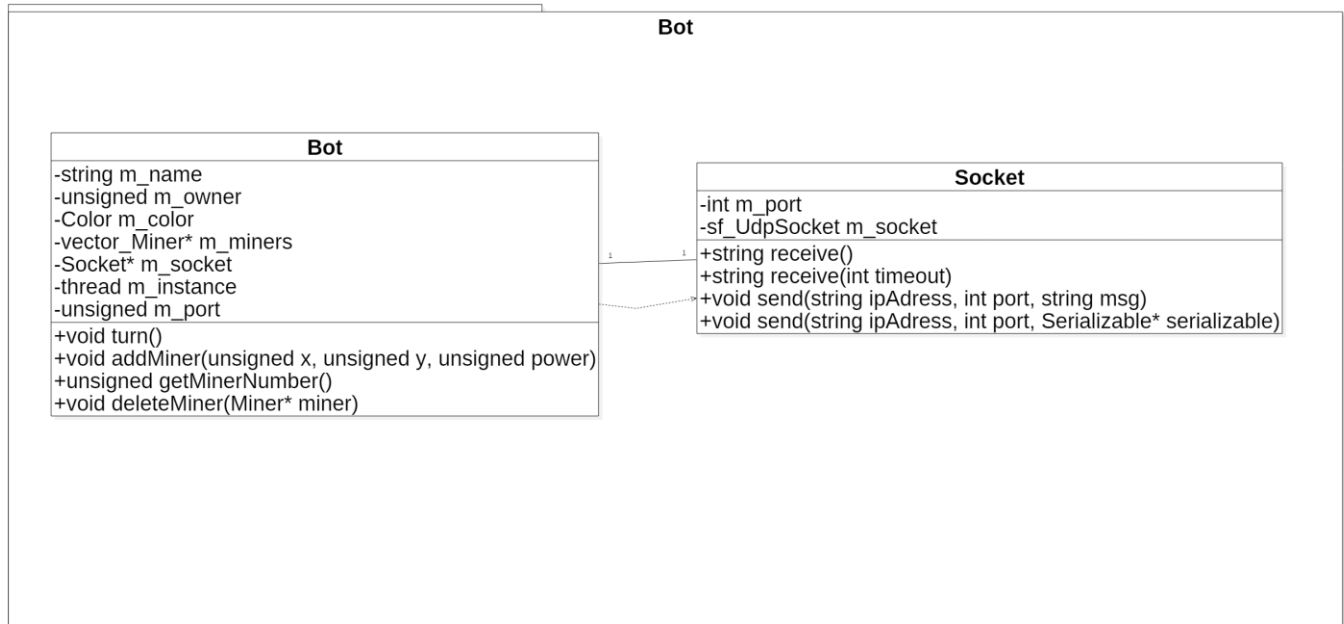 Bot
Bot
-string m_name
-unsigned m_owner
-Color m_color
-vector_Miner* m_miners
-Socket* m_socket
-thread m_instance
-unsigned m_port
+void turn()
+void addMiner(unsigned x, unsigned y, unsigned power)
+unsigned getMinerNumber()
+void deleteMiner(Miner* miner)
1
1
Socket
-int m_port
-sf_UdpSocket m_socket
+string receive()
+string receive(int timeout)
+void send(string ipAdress, int port, string msg)
+void send(string ipAdress, int port, Serializable* serializable)